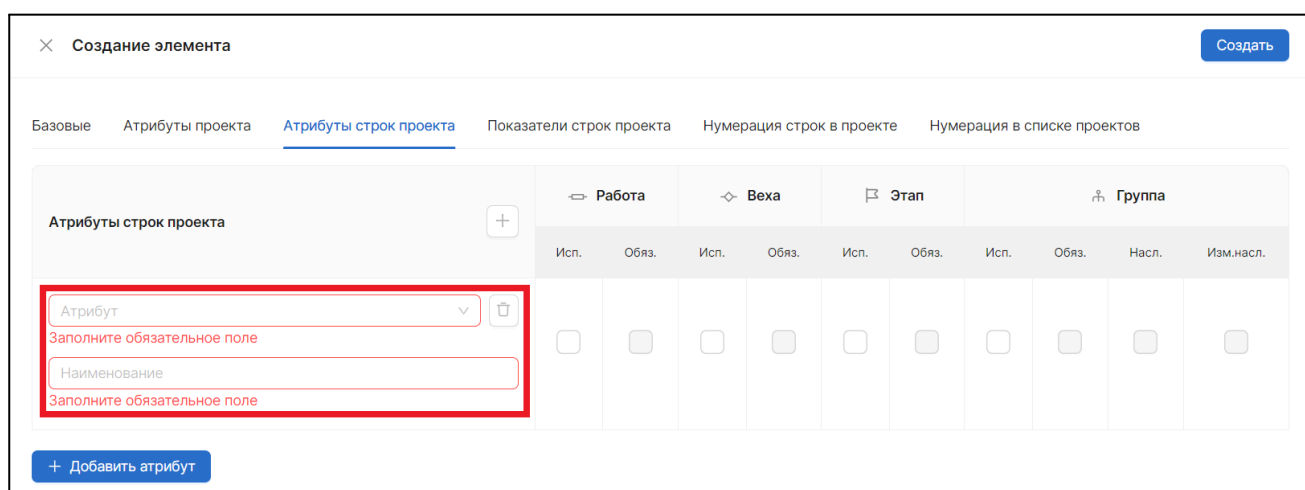 Создание элемента
Создать
Базовые Атрибуты проекта Атрибуты строк проекта Показатели строк проекта Нумерация строк в проекте Нумерация в списке проектов
Атрибуты строк проекта
Работа Веха Этап Группа
Исп. Обяз. Исп. Обяз. Исп. Обяз. Исп. Обяз. Насл. Изм.насл.
Атрибут
Заполните обязательное поле
Наименование
Заполните обязательное поле
+ Добавить атрибут